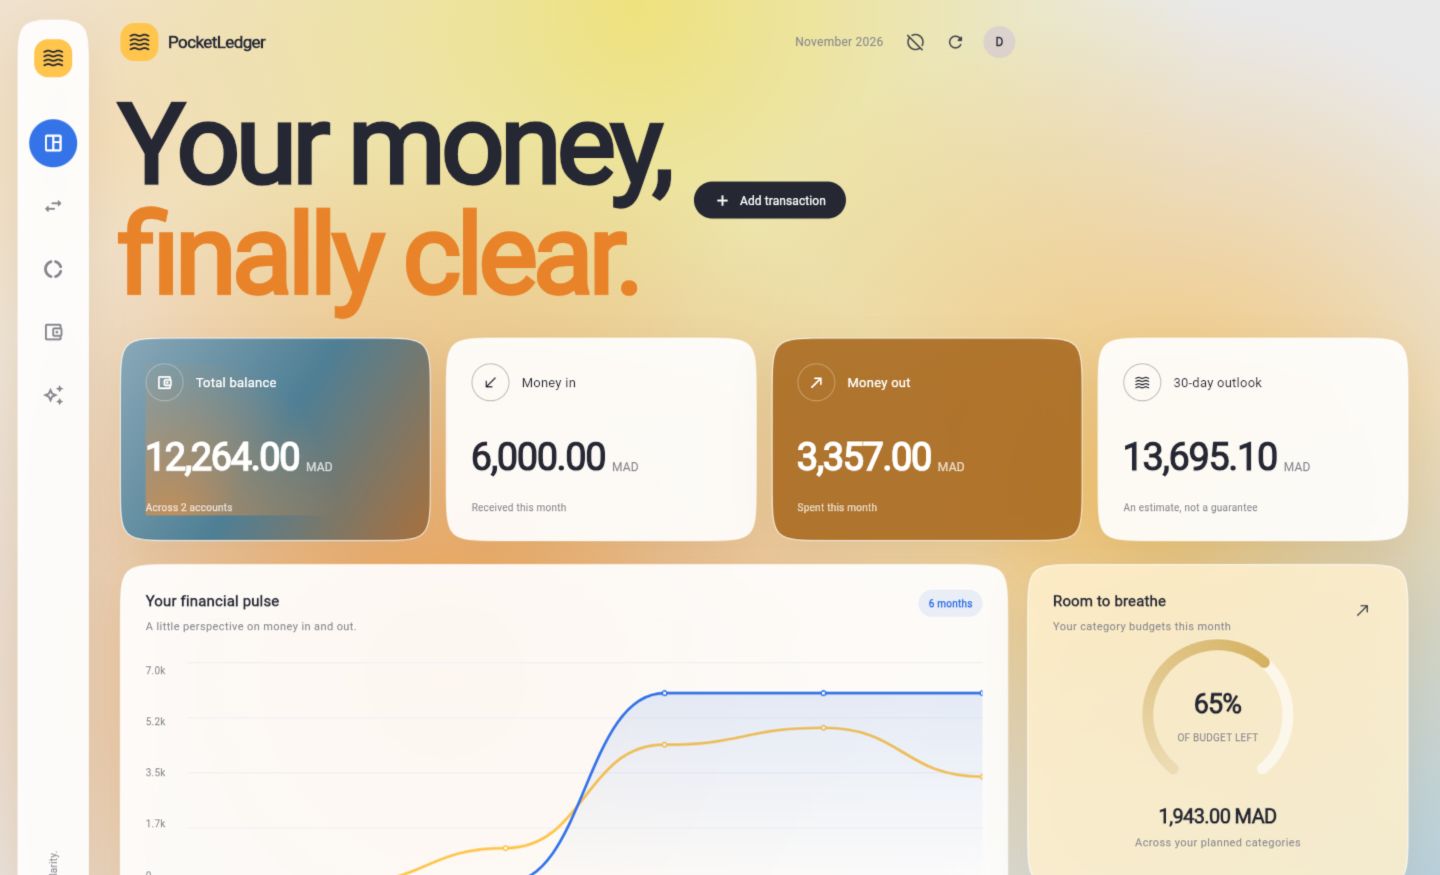 PocketLedger
November 2026
D
Your money,
finally clear.
Add transaction
Total balance
12,264.00 MAD
Across 2 accounts
Money in
6,000.00 MAD
Received this month
Money out
3,357.00 MAD
Spent this month
30-day outlook
13,695.10 MAD
An estimate, not a guarantee
Your financial pulse
A little perspective on money in and out.
6 months
7.0k
5.2k
3.5k
1.7k
Room to breathe
Your category budgets this month
65%
OF BUDGET LEFT
1,943.00 MAD
Across your planned categories